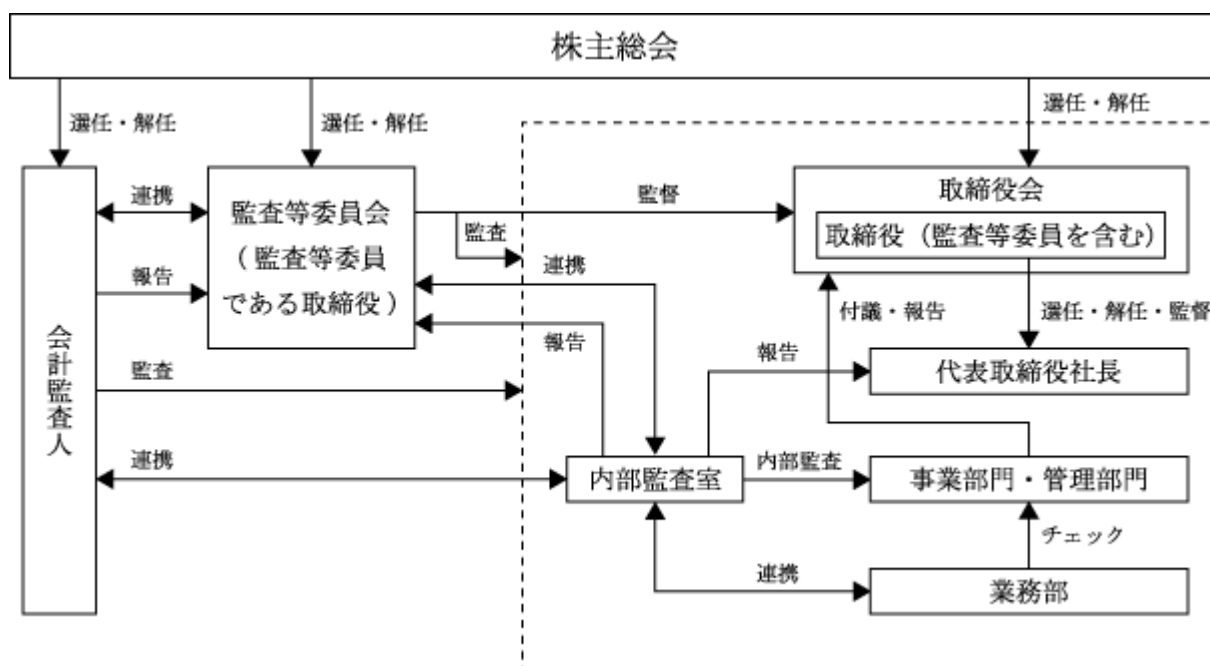 株主総会
選任・解任
選任・解任
選任・解任
連携
監査等委員会
(監査等委員
である取締役)
監督
監査
取締役会
取締役(監査等委員を含む)
報告
連携
付議・報告
選任・解任・監督
会計監査人
報告
報告
代表取締役社長
監査
連携
内部監査室
内部監査
事業部門・管理部門
チェック
連携
業務部